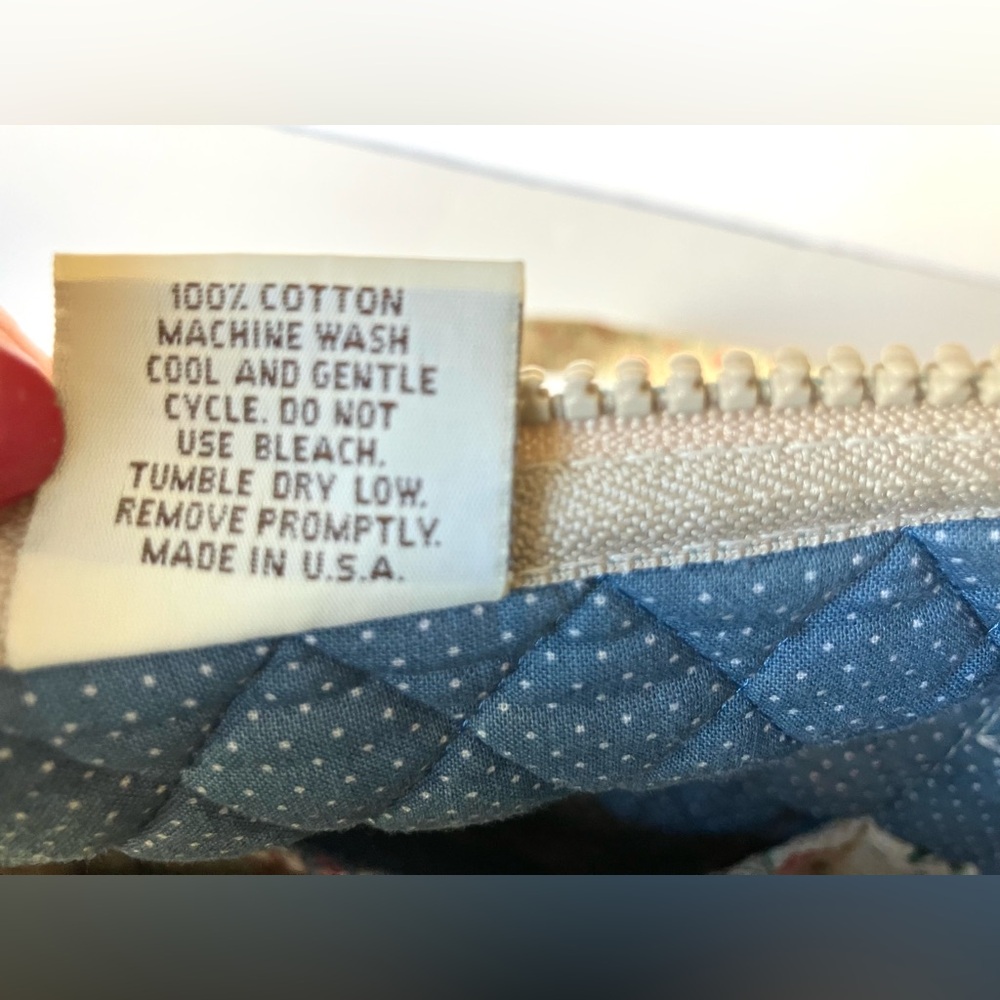 100% COTTON
MACHINE WASH
COOL AND GENTLE
CYCLE. DO NOT
USE BLEACH.
TUMBLE DRY LOW.
REMOVE PROMPTLY.
MADE IN U.S.A.